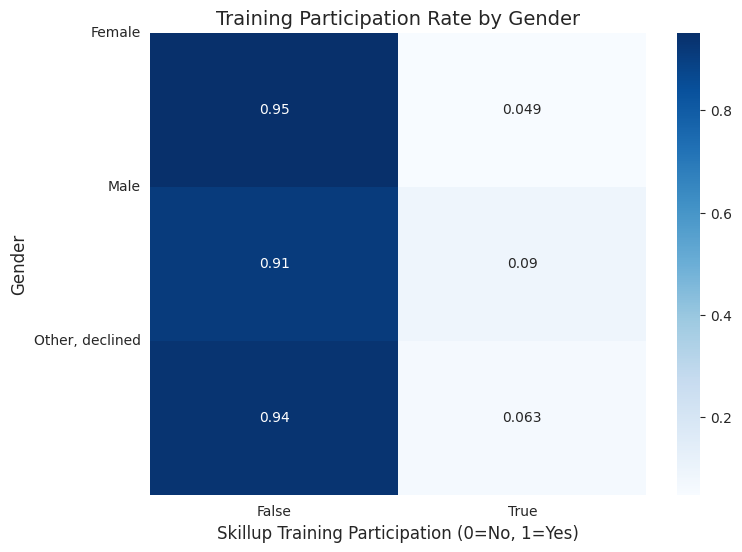 Training Participation Rate by Gender
Female
0.95
0.049
0.8
Male
0.6
Gender
0.91
0.09
0.4
Other, declined
0.94
0.063
0.2
False
True
Skillup Training Participation (0=No, 1=Yes)